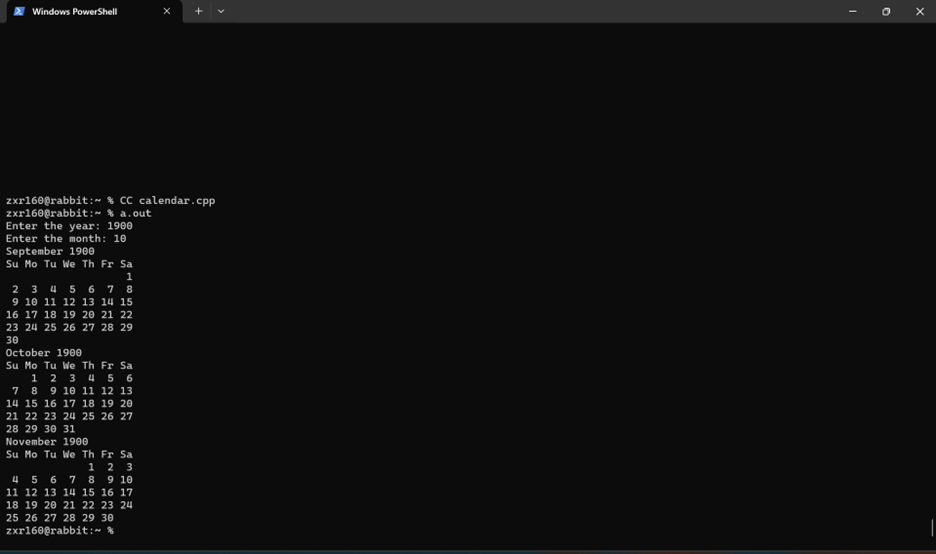 Windows PowerShell
zxr160@rabbit:~ % CC calendar.cpp
zxr160@rabbit:~ % a.out
Enter the year: 1900
Enter the month: 10
September 1900
Su Mo Tu We Th Fr Sa
                   1
 2  3  4  5  6  7  8
 9 10 11 12 13 14 15
16 17 18 19 20 21 22
23 24 25 26 27 28 29
30
October 1900
Su Mo Tu We Th Fr Sa
    1  2  3  4  5  6
 7  8  9 10 11 12 13
14 15 16 17 18 19 20
21 22 23 24 25 26 27
28 29 30 31
November 1900
Su Mo Tu We Th Fr Sa
             1  2  3
 4  5  6  7  8  9 10
11 12 13 14 15 16 17
18 19 20 21 22 23 24
25 26 27 28 29 30
zxr160@rabbit:~ %